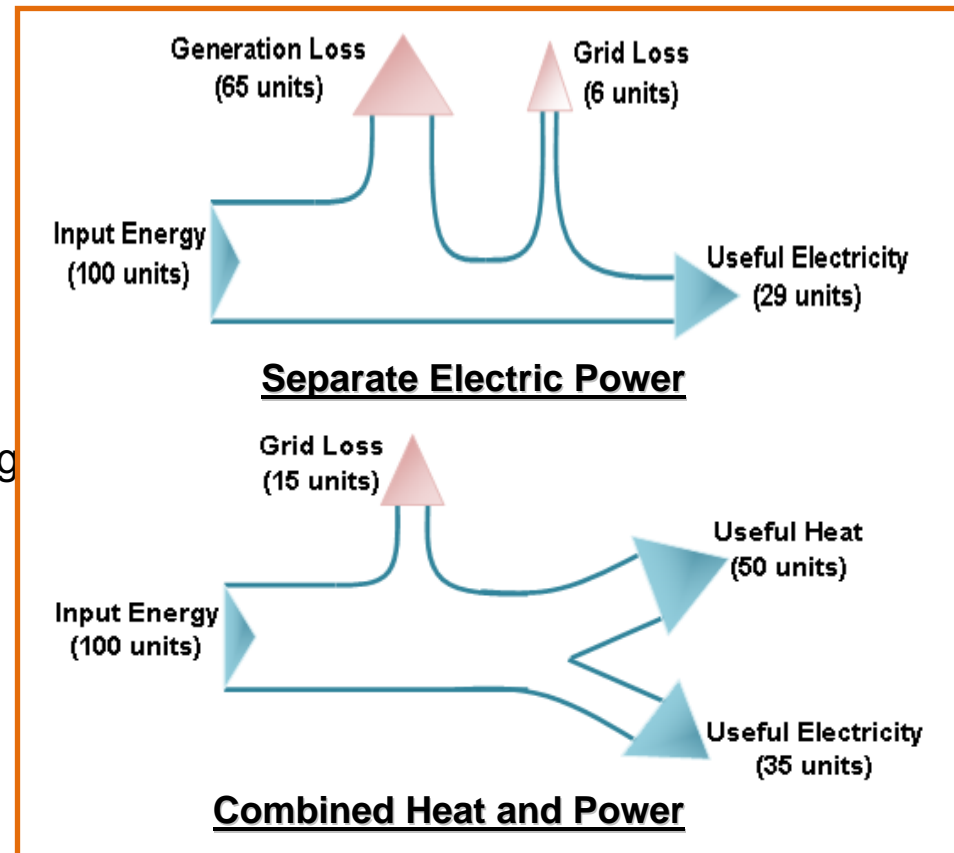 Generation Loss
(65 units)
Grid Loss
(6 units)
Input Energy
(100 units)
Useful Electricity
(29 units)
Separate Electric Power
g
Grid Loss
(15 units)
Useful Heat
(50 units)
Input Energy
(100 units)
Useful Electricity
(35 units)
Combined Heat and Power